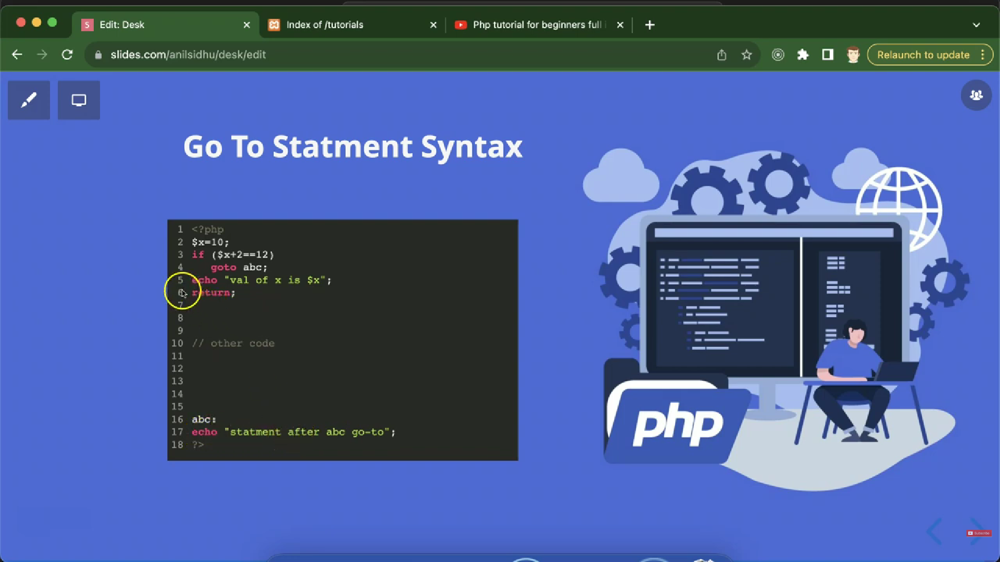 S Edit: Desk
Index of /tutorials
Php tutorial for beginners full i
slides.com/anilsidhu/desk/edit
Relaunch to update
Go To Statment Syntax
1 <?php
2 $x=10;
3 if ($x+2==12)
4 goto abc;
5 echo "val of x is $x";
6 return;
7
8
9
10 // other code
11
12
13
14
15
16 abc:
17 echo "statment after abc go-to";
18 ?>
php
Subscribe